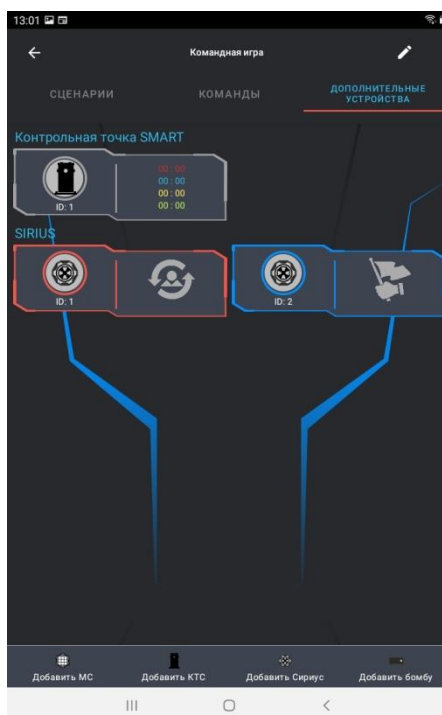 13:01
Командная игра
СЦЕНАРИИ
КОМАНДЫ
ДОПОЛНИТЕЛЬНЫЕ
УСТРОЙСТВА
Контрольная точка SMART
ID: 1
00 : 00
00 : 00
00 : 00
00 : 00
SIRIUS
ID: 1
ID: 2
Добавить МС
Добавить КТС
Добавить Сириус
Добавить бомбу